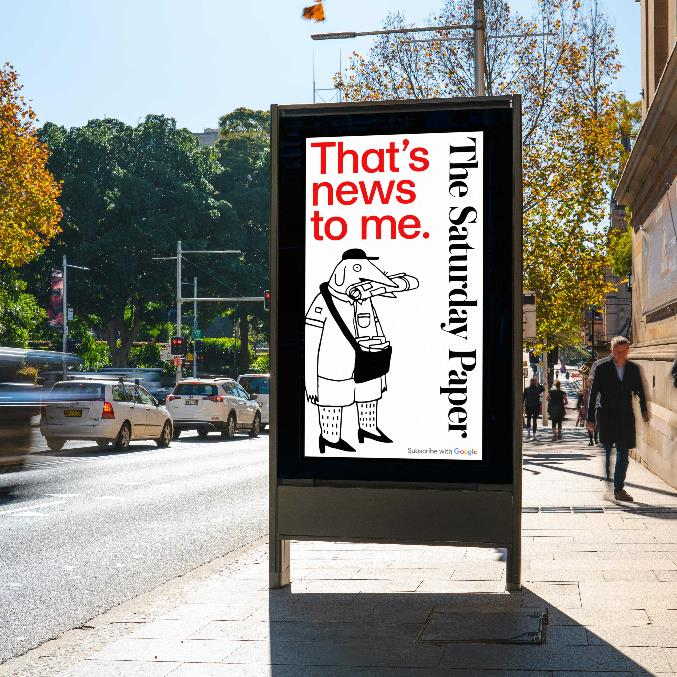 That's
news
to me.
The Saturday Paper
Subscribe with Google